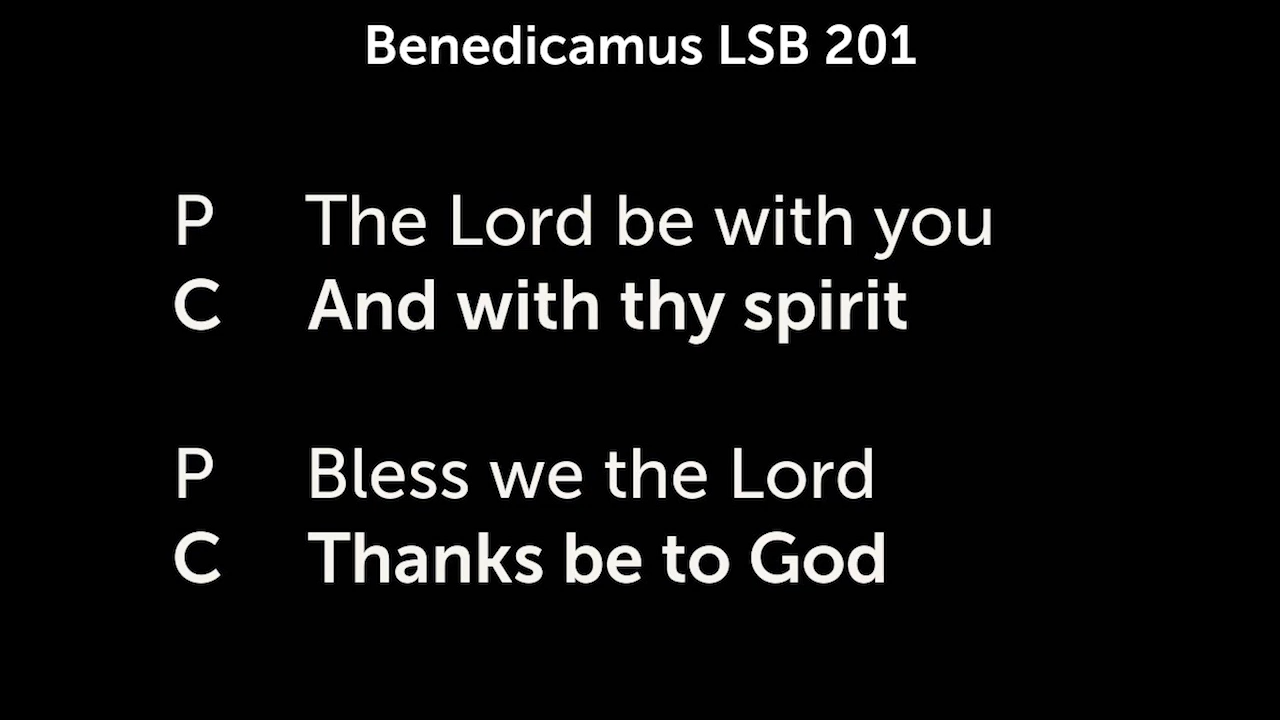 Benedicamus LSB 201
P The Lord be with you
C And with thy spirit
P Bless we the Lord
C Thanks be to God